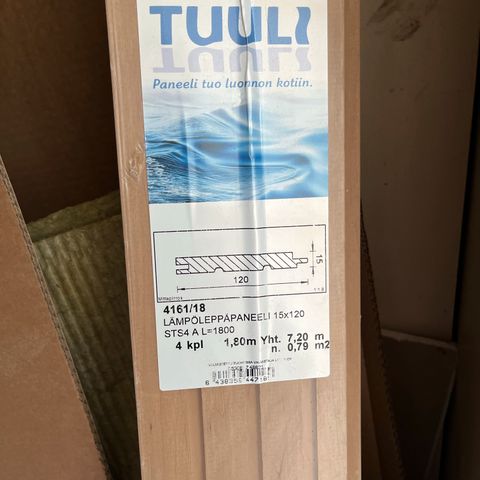 TUULI
Paneeli tuo luonnon kotiin.
15
120
4161/18
LÄMPÖLEPPÄPANEELI 15x120
STS4 A L=1800
4 kpl 1,80m Yht. 7,20 m
n. 0,79 m2